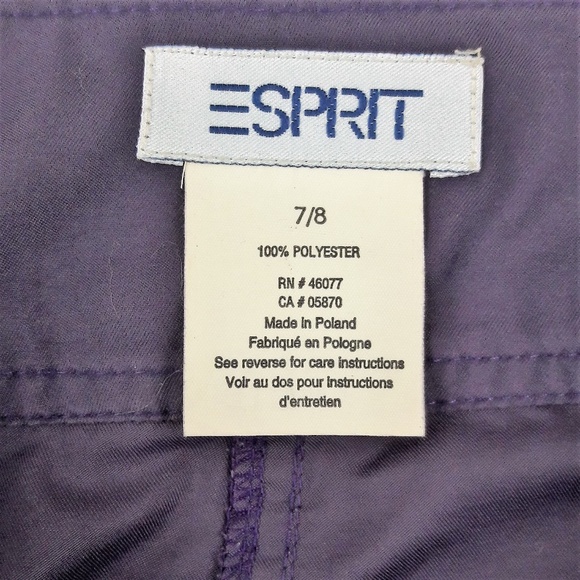 ESPRIT
7/8
100% POLYESTER
RN # 46077
CA # 05870
Made in Poland
Fabriqué en Pologne
See reverse for care instructions
Voir au dos pour instructions
d'entretien